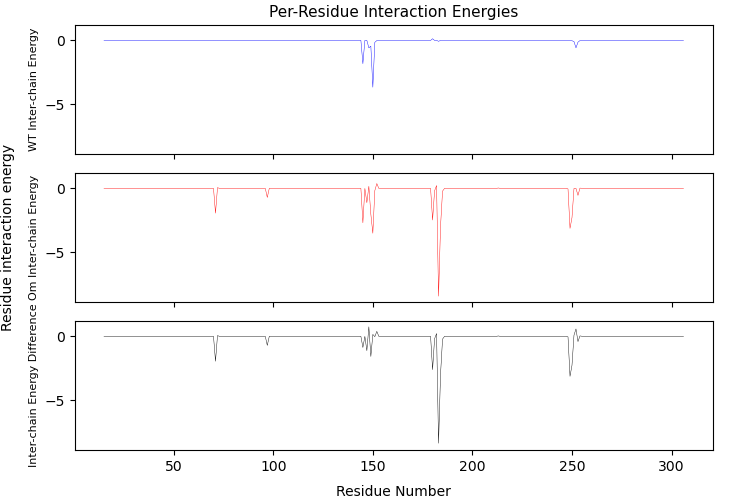 Per-Residue Interaction Energies
Residue interaction energy
WT Inter-chain Energy
0
−5
Om Inter-chain Energy
0
−5
Inter-chain Energy Difference
0
−5
50 100 150 200 250 300
Residue Number